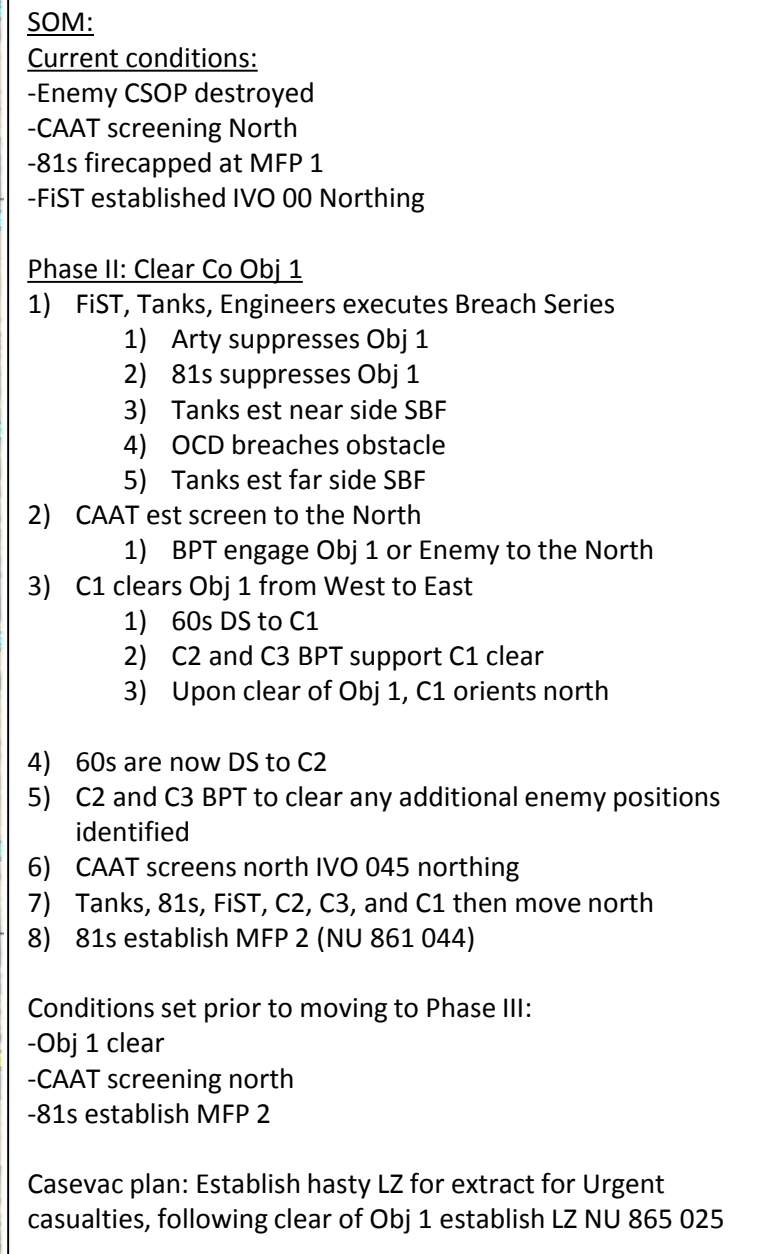 SOM:
Current conditions:
-Enemy CSOP destroyed
-CAAT screening North
-81s firecapped at MFP 1
-FiST established IVO 00 Northing
Phase II: Clear Co Obj 1
1) FiST, Tanks, Engineers executes Breach Series
1) Arty suppresses Obj 1
2) 81s suppresses Obj 1
3) Tanks est near side SBF
4) OCD breaches obstacle
5) Tanks est far side SBF
2) CAAT est screen to the North
1) BPT engage Obj 1 or Enemy to the North
3) C1 clears Obj 1 from West to East
1) 60s DS to C1
2) C2 and C3 BPT support C1 clear
3) Upon clear of Obj 1, C1 orients north
4) 60s are now DS to C2
5) C2 and C3 BPT to clear any additional enemy positions
identified
6) CAAT screens north IVO 045 northing
7) Tanks, 81s, FiST, C2, C3, and C1 then move north
8) 81s establish MFP 2 (NU 861 044)
Conditions set prior to moving to Phase III:
-Obj 1 clear
-CAAT screening north
-81s establish MFP 2
Casevac plan: Establish hasty LZ for extract for Urgent
casualties, following clear of Obj 1 establish LZ NU 865 025